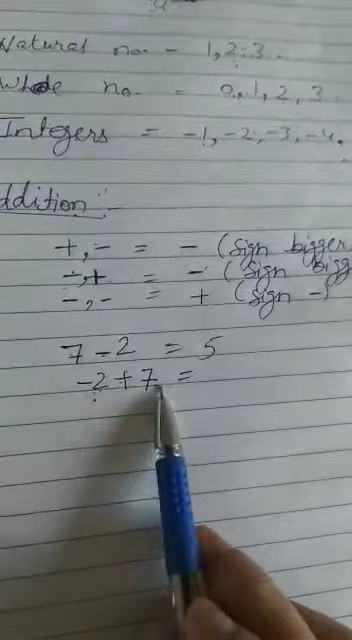 Natural no. - 1, 2, 3.
Whole no. = 0, 1, 2, 3
Integers = -1, -2, -3, -4,
ddition :-
+, - = - (Sign bigger
-, + = - (Sign bigg
-, - = + (Sign -)
7 - 2 = 5
-2 + 7 =